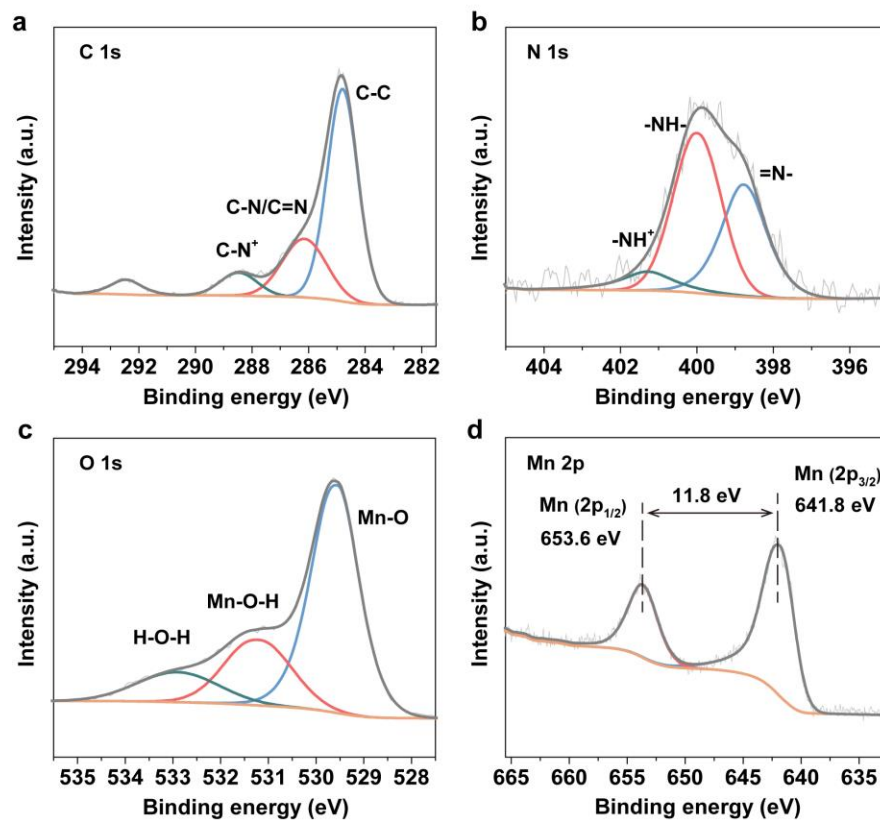 a
C 1s
C-C
C-N/C=N
C-N⁺
Intensity (a.u.)
294 292 290 288 286 284 282
Binding energy (eV)
b
N 1s
-NH-
=N-
-NH⁺
Intensity (a.u.)
404 402 400 398 396
Binding energy (eV)
c
O 1s
Mn-O
Mn-O-H
H-O-H
Intensity (a.u.)
535 534 533 532 531 530 529 528
Binding energy (eV)
d
Mn 2p
Mn (2p₃/₂)
641.8 eV
11.8 eV
Mn (2p₁/₂)
653.6 eV
Intensity (a.u.)
665 660 655 650 645 640 635
Binding energy (eV)